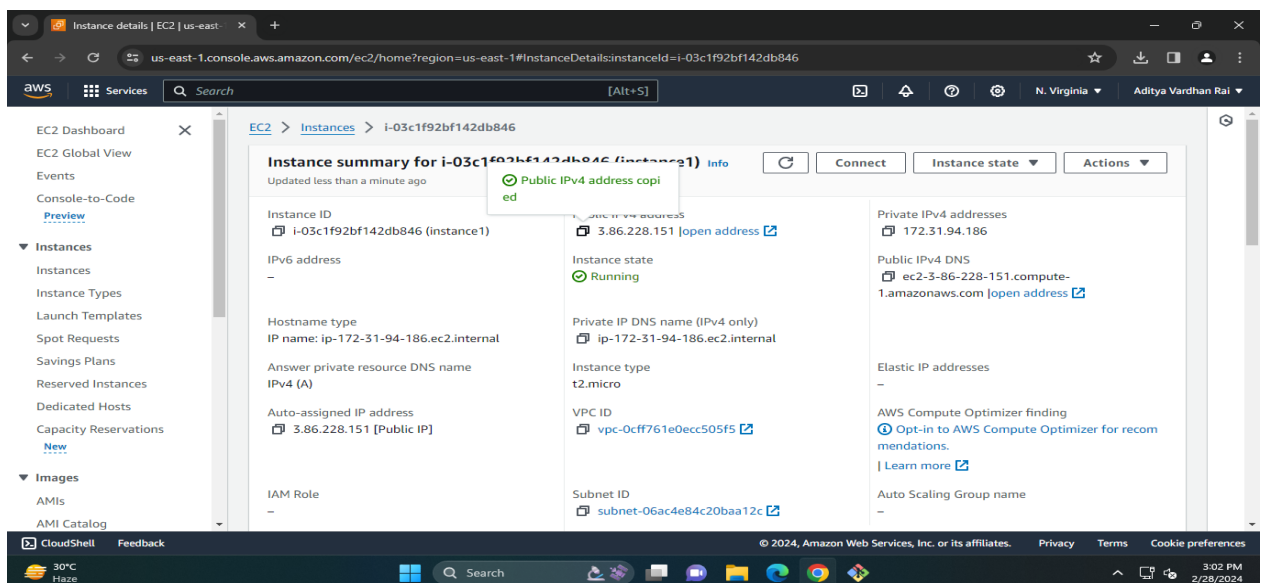 Instance details | EC2 | us-east-
us-east-1.console.aws.amazon.com/ec2/home?region=us-east-1#InstanceDetails:instanceId=i-03c1f92bf142db846
aws
Services
Search
[Alt+S]
N. Virginia
Aditya Vardhan Rai
EC2 Dashboard
EC2 Global View
Events
Console-to-Code
Preview
Instances
Instances
Instance Types
Launch Templates
Spot Requests
Savings Plans
Reserved Instances
Dedicated Hosts
Capacity Reservations
New
Images
AMIs
AMI Catalog
EC2 > Instances > i-03c1f92bf142db846
Instance summary for i-03c1f92bf142db846 (instance1) Info
Connect
Instance state
Actions
Updated less than a minute ago
Public IPv4 address copi
ed
Instance ID
i-03c1f92bf142db846 (instance1)
Public IPv4 address
3.86.228.151 |open address
Private IPv4 addresses
172.31.94.186
IPv6 address
–
Instance state
Running
Public IPv4 DNS
ec2-3-86-228-151.compute-
1.amazonaws.com |open address
Hostname type
IP name: ip-172-31-94-186.ec2.internal
Private IP DNS name (IPv4 only)
ip-172-31-94-186.ec2.internal
Answer private resource DNS name
IPv4 (A)
Instance type
t2.micro
Elastic IP addresses
–
Auto-assigned IP address
3.86.228.151 [Public IP]
VPC ID
vpc-0cff761e0ecc505f5
AWS Compute Optimizer finding
Opt-in to AWS Compute Optimizer for recom
mendations.
| Learn more
IAM Role
–
Subnet ID
subnet-06ac4e84c20baa12c
Auto Scaling Group name
–
CloudShell
Feedback
© 2024, Amazon Web Services, Inc. or its affiliates.
Privacy
Terms
Cookie preferences
30°C
Haze
Search
3:02 PM
2/28/2024